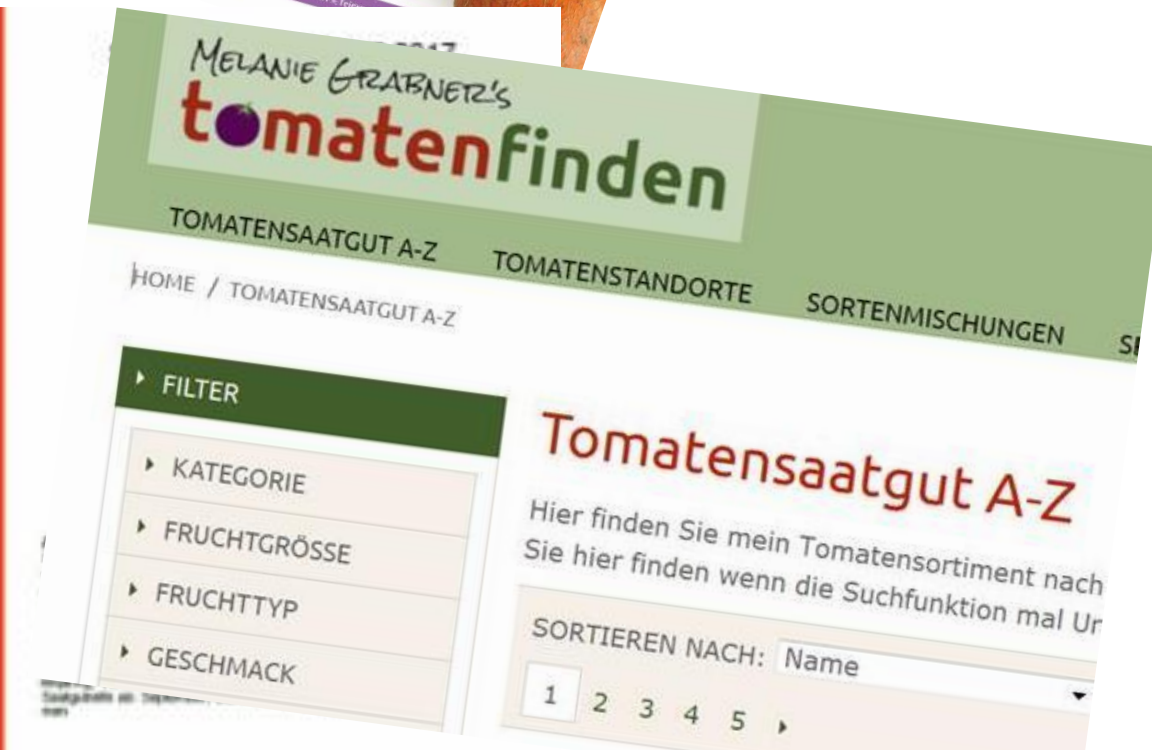 2017
MELANIE GRABNER'S
tomatenfinden
TOMATENSAATGUT A-Z
TOMATENSTANDORTE
SORTENMISCHUNGEN
HOME / TOMATENSAATGUT A-Z
FILTER
KATEGORIE
FRUCHTGRÖSSE
FRUCHTTYP
GESCHMACK
Tomatensaatgut A-Z
Hier finden Sie mein Tomatensortiment nach
Sie hier finden wenn die Suchfunktion mal
SORTIEREN NACH: Name
1 2 3 4 5